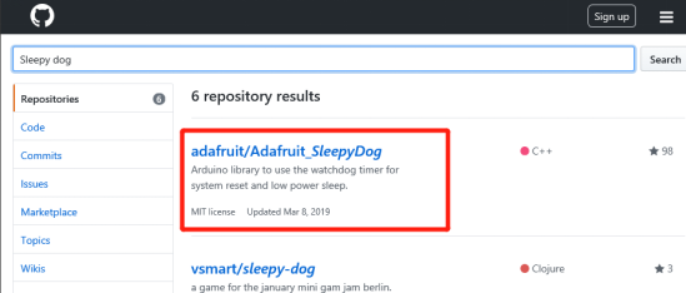 Sign up
Sleepy dog
Search
Repositories 6
Code
Commits
Issues
Marketplace
Topics
Wikis
6 repository results
adafruit/Adafruit_SleepyDog
C++
98
Arduino library to use the watchdog timer for
system reset and low power sleep.
MIT license Updated Mar 8, 2019
vsmart/sleepy-dog
Clojure
3
a game for the january mini gam jam berlin.